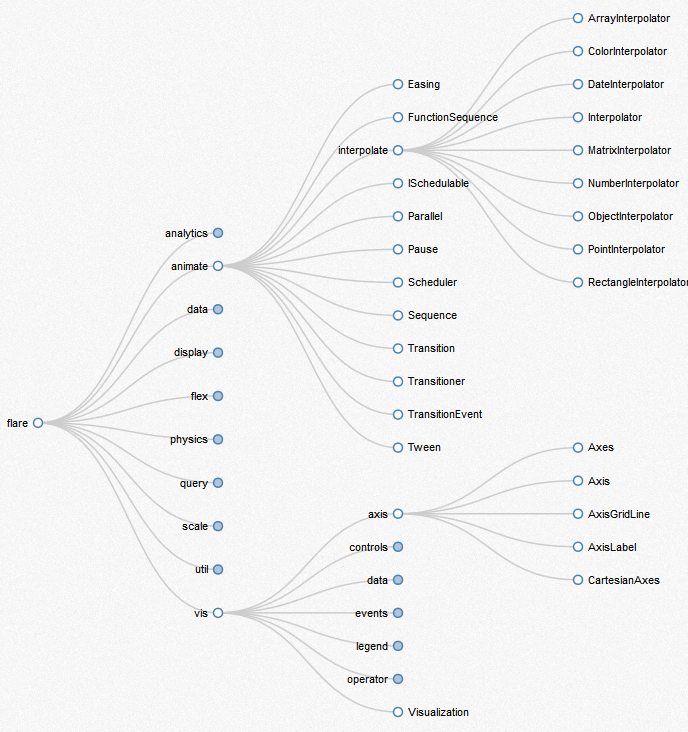 flare
analytics
animate
data
display
flex
physics
query
scale
util
vis
Easing
FunctionSequence
interpolate
ISchedulable
Parallel
Pause
Scheduler
Sequence
Transition
Transitioner
TransitionEvent
Tween
axis
controls
data
events
legend
operator
Visualization
ArrayInterpolator
ColorInterpolator
DateInterpolator
Interpolator
MatrixInterpolator
NumberInterpolator
ObjectInterpolator
PointInterpolator
RectangleInterpolator
Axes
Axis
AxisGridLine
AxisLabel
CartesianAxes